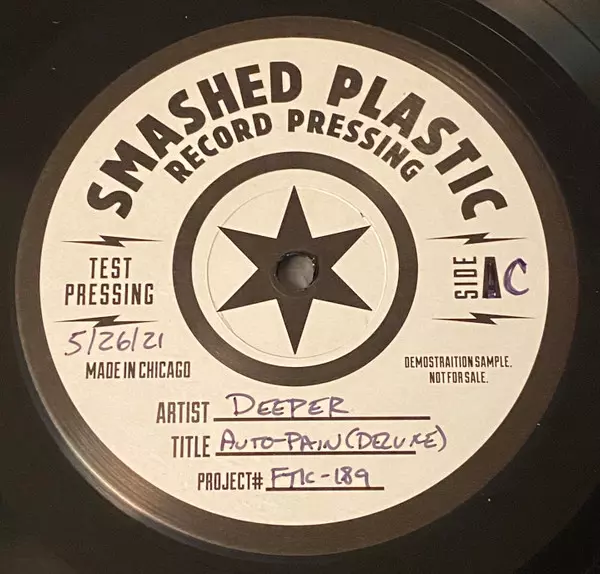 SMASHED PLASTIC
RECORD PRESSING
TEST
PRESSING
5/26/21
MADE IN CHICAGO
SIDE AC
DEMOSTRAITION SAMPLE.
NOT FOR SALE.
ARTIST DEEPER
TITLE AUTO-PAIN (DELUXE)
PROJECT# FTK-189